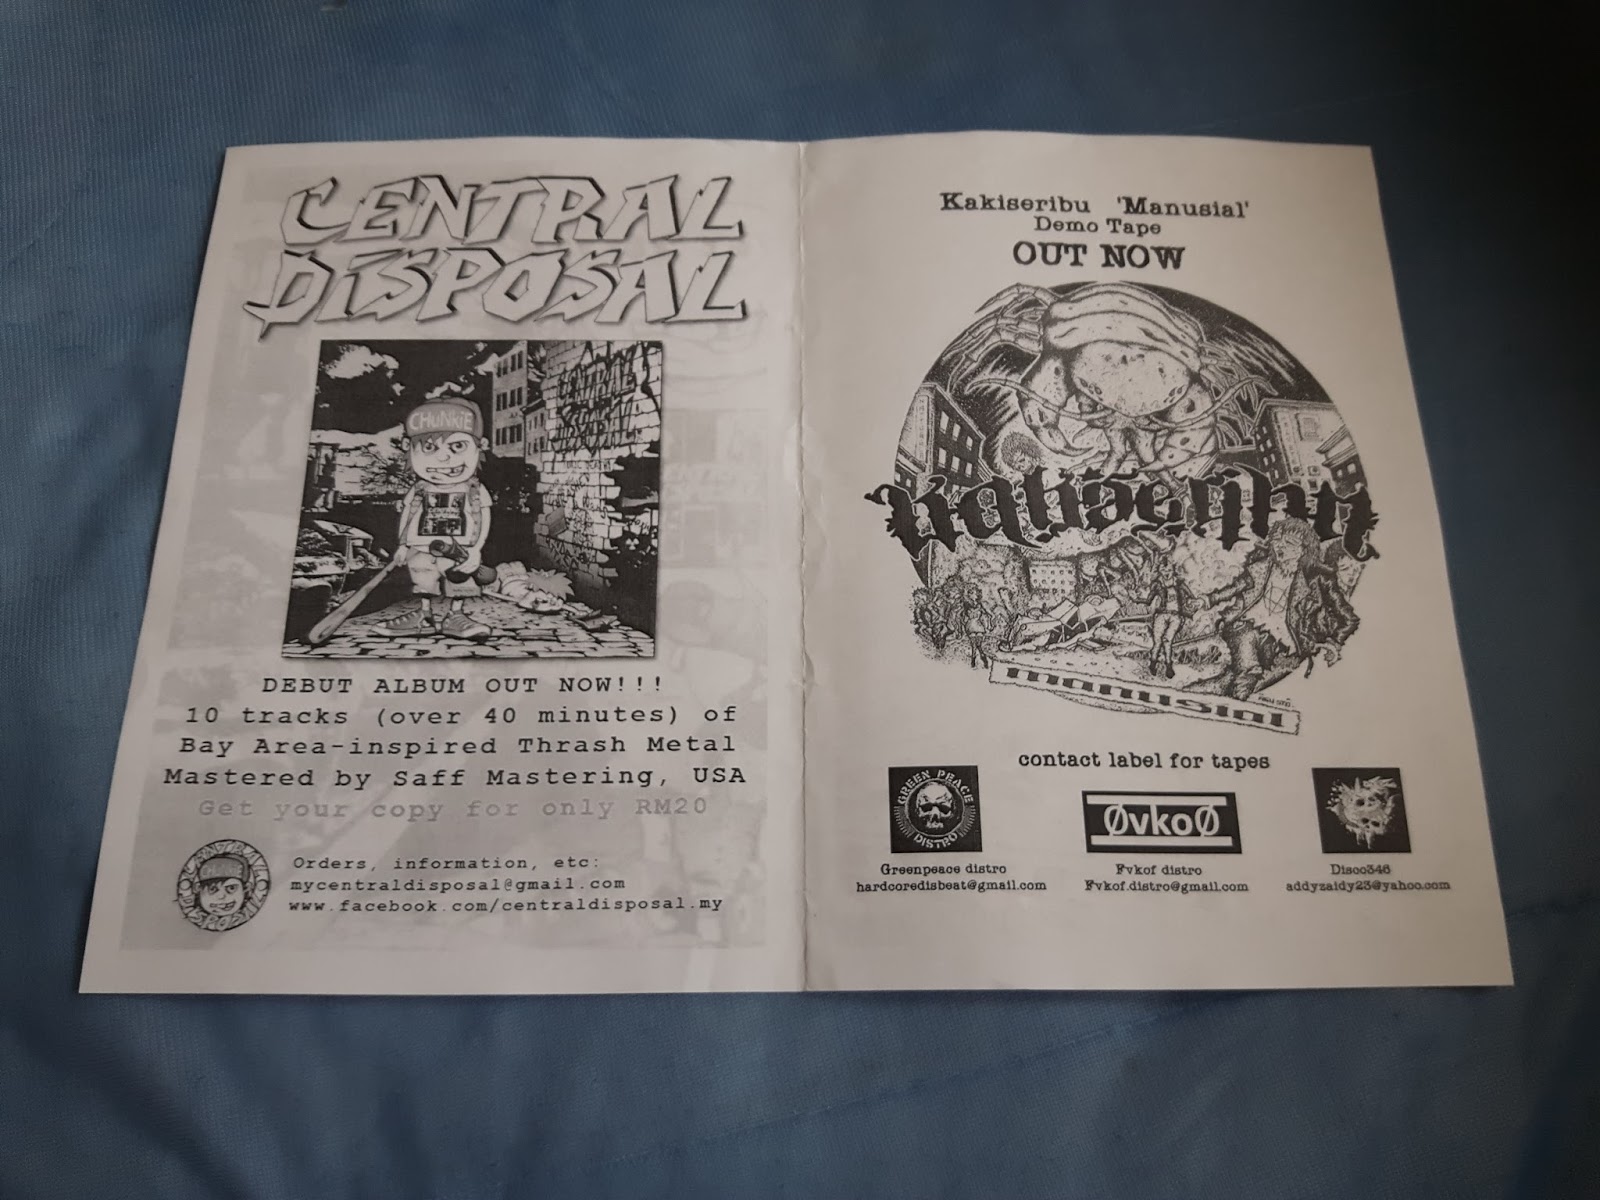 CENTRAL
DISPOSAL
CHUNKIE
DEBUT ALBUM OUT NOW!!!
10 tracks (over 40 minutes) of
Bay Area-inspired Thrash Metal
Mastered by Saff Mastering, USA
Get your copy for only RM20
CENTRAL
DISPOSAL
Orders, information, etc:
mycentraldisposal@gmail.com
www.facebook.com/centraldisposal.my
Kakiseribu 'Manusial'
Demo Tape
OUT NOW
Kakiseribu
manusial
contact label for tapes
GREEN PEACE
DISTRO
ØvkoØ
Greenpeace distro
hardcoredisbeat@gmail.com
Fvkof distro
Fvkof.distro@gmail.com
Disco346
addyzaidy23@yahoo.com